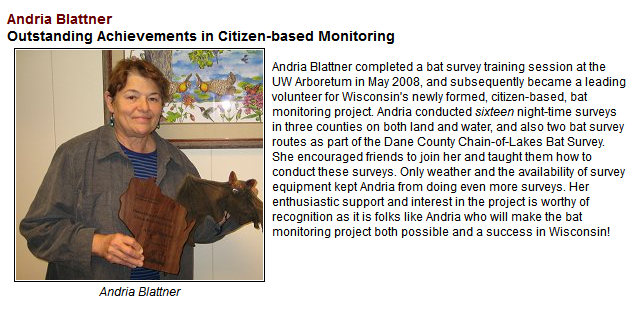 Andria Blattner
Outstanding Achievements in Citizen-based Monitoring
Andria Blattner completed a bat survey training session at the
UW Arboretum in May 2008, and subsequently became a leading
volunteer for Wisconsin's newly formed, citizen-based, bat
monitoring project. Andria conducted sixteen night-time surveys
in three counties on both land and water, and also two bat survey
routes as part of the Dane County Chain-of-Lakes Bat Survey.
She encouraged friends to join her and taught them how to
conduct these surveys. Only weather and the availability of survey
equipment kept Andria from doing even more surveys. Her
enthusiastic support and interest in the project is worthy of
recognition as it is folks like Andria who will make the bat
monitoring project both possible and a success in Wisconsin!
Andria Blattner